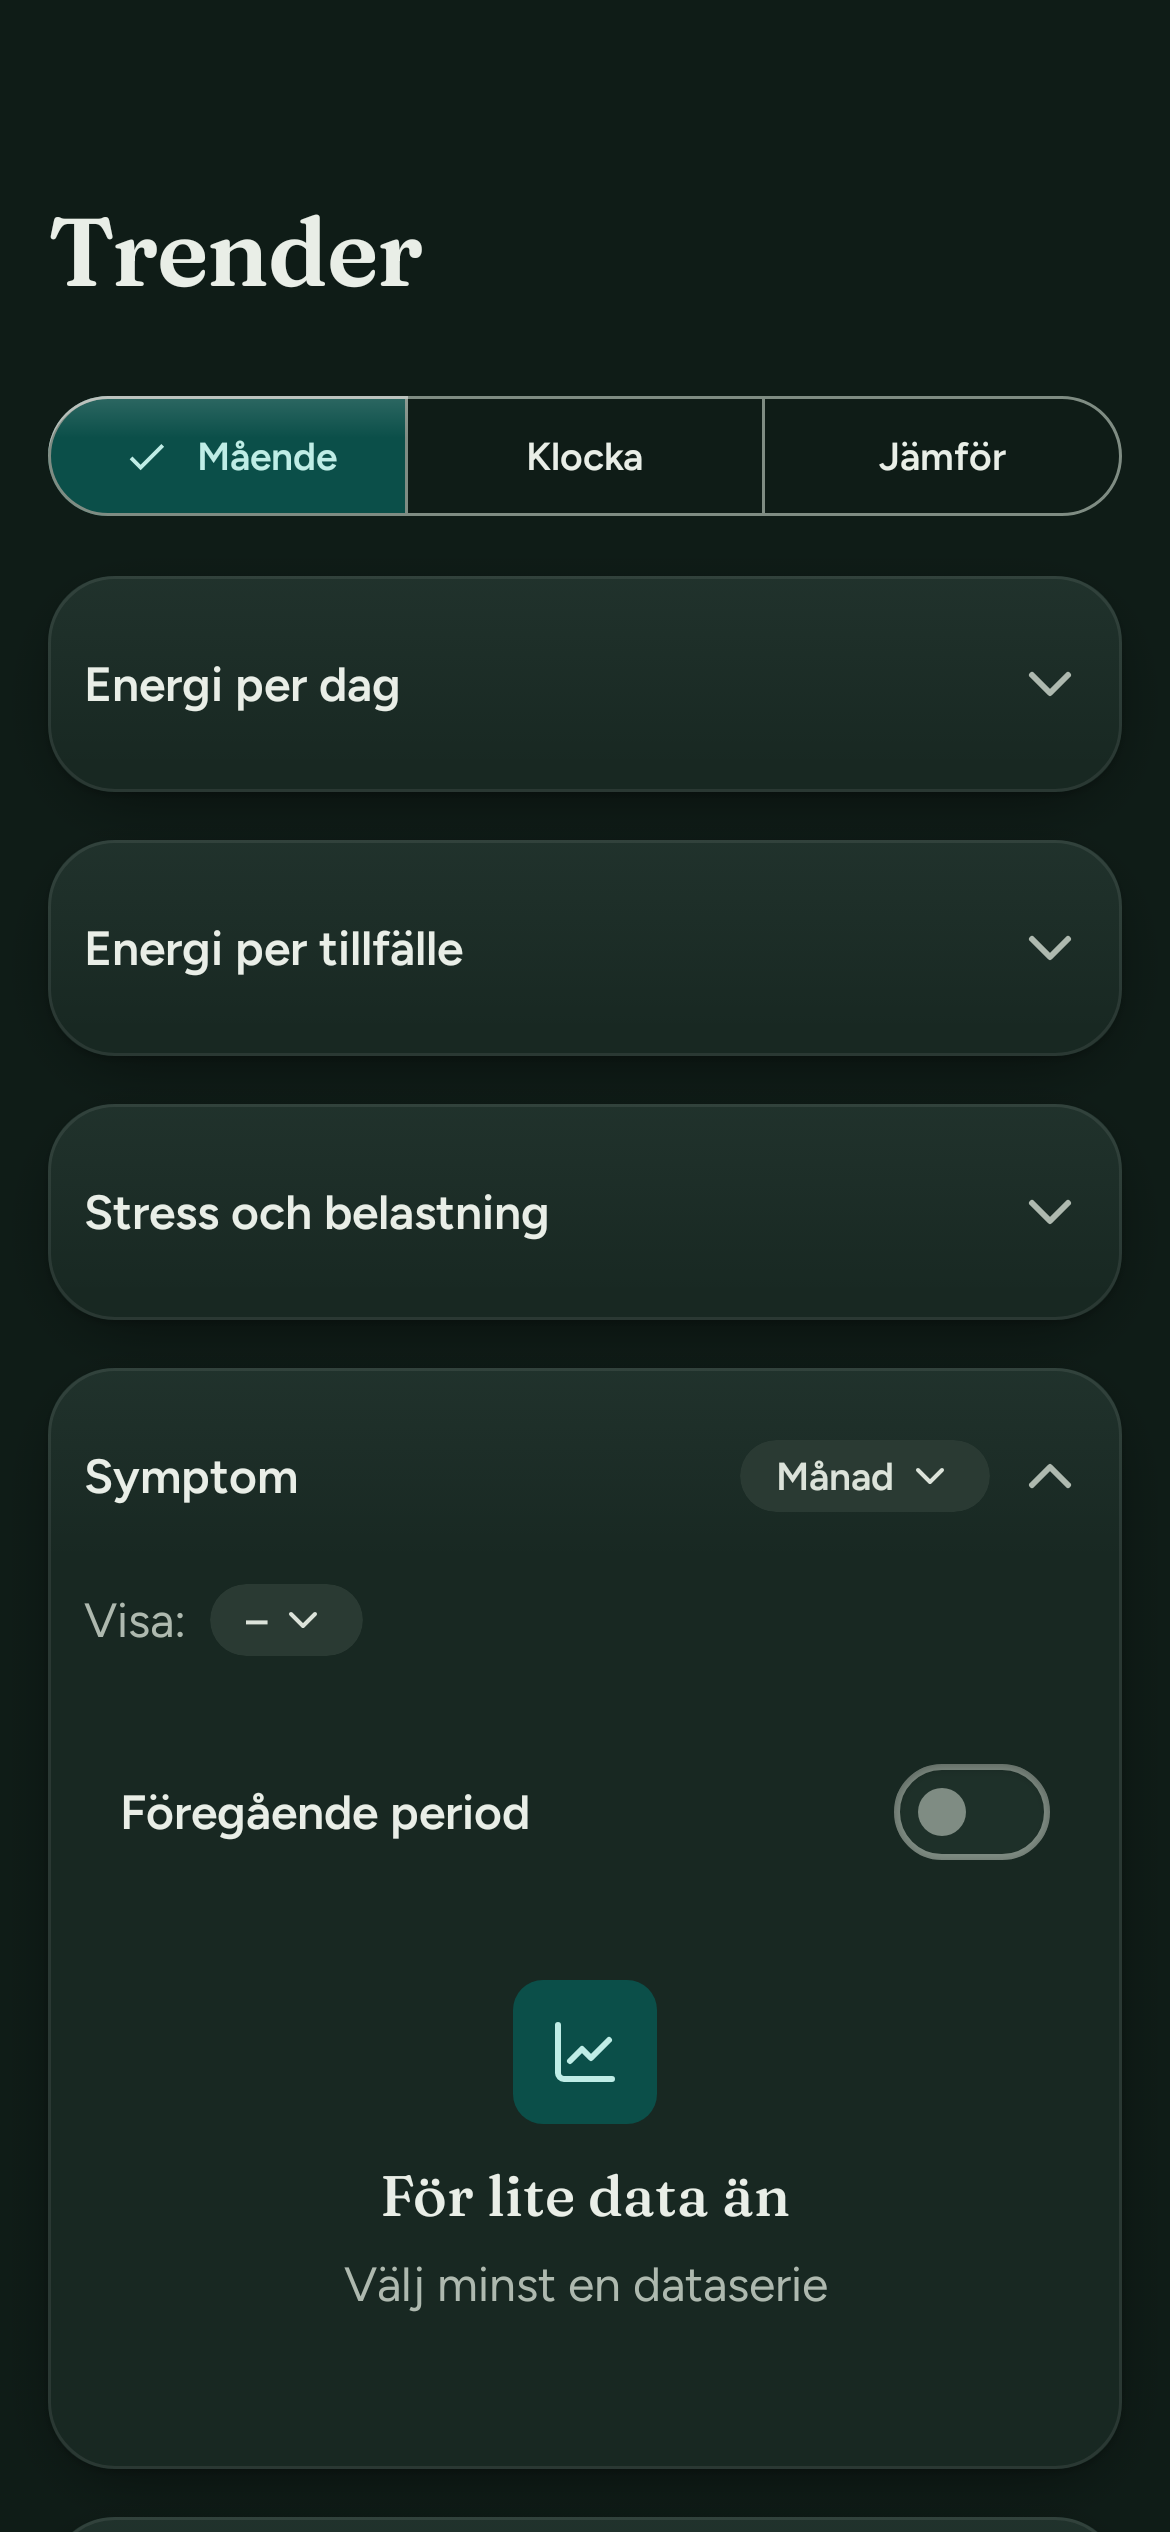 Trender
Mående
Klocka
Jämför
Energi per dag
Energi per tillfälle
Stress och belastning
Symptom
Månad
Visa:
–
Föregående period
För lite data än
Välj minst en dataserie